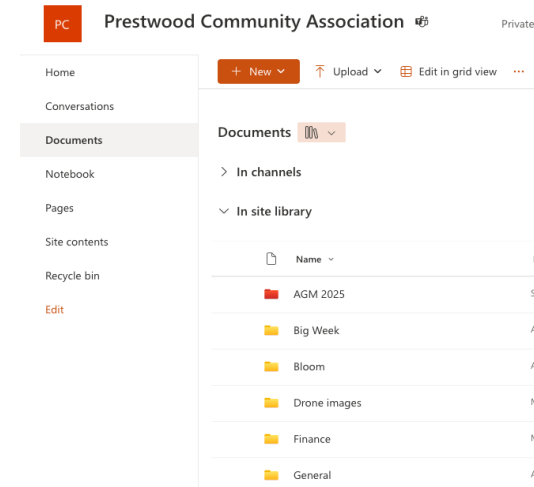 PC
Prestwood Community Association
Private
Home
Conversations
Documents
Notebook
Pages
Site contents
Recycle bin
Edit
+ New
Upload
Edit in grid view
...
Documents
In channels
In site library
Name
AGM 2025
Big Week
Bloom
Drone images
Finance
General